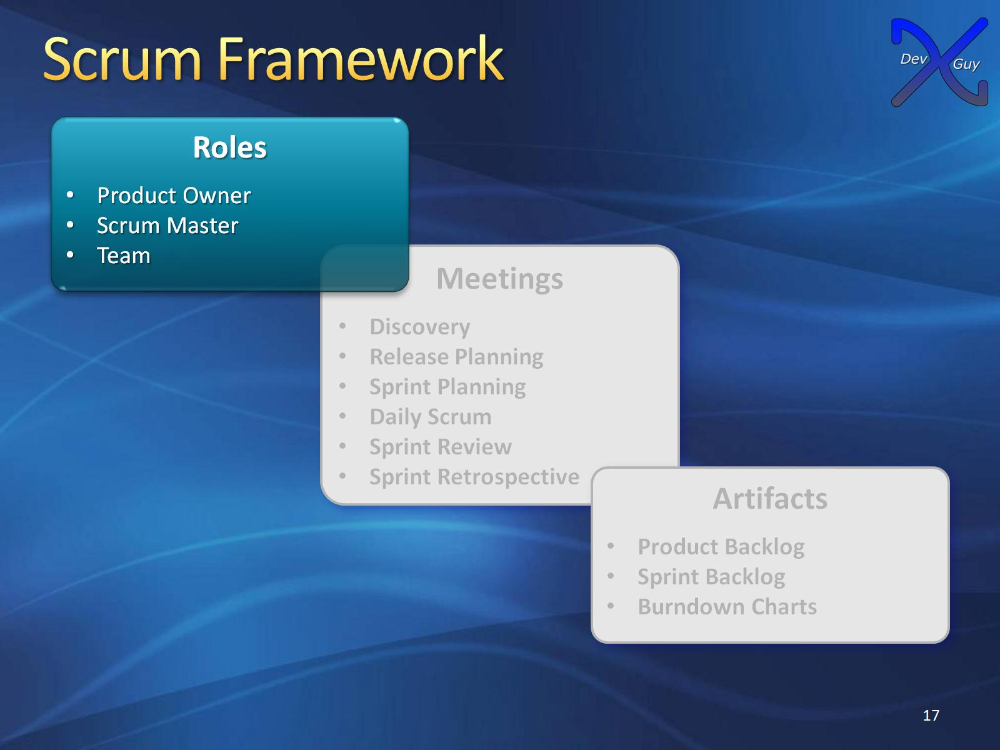 Scrum Framework
Dev Guy
Roles
• Product Owner
• Scrum Master
• Team
Meetings
• Discovery
• Release Planning
• Sprint Planning
• Daily Scrum
• Sprint Review
• Sprint Retrospective
Artifacts
• Product Backlog
• Sprint Backlog
• Burndown Charts
17